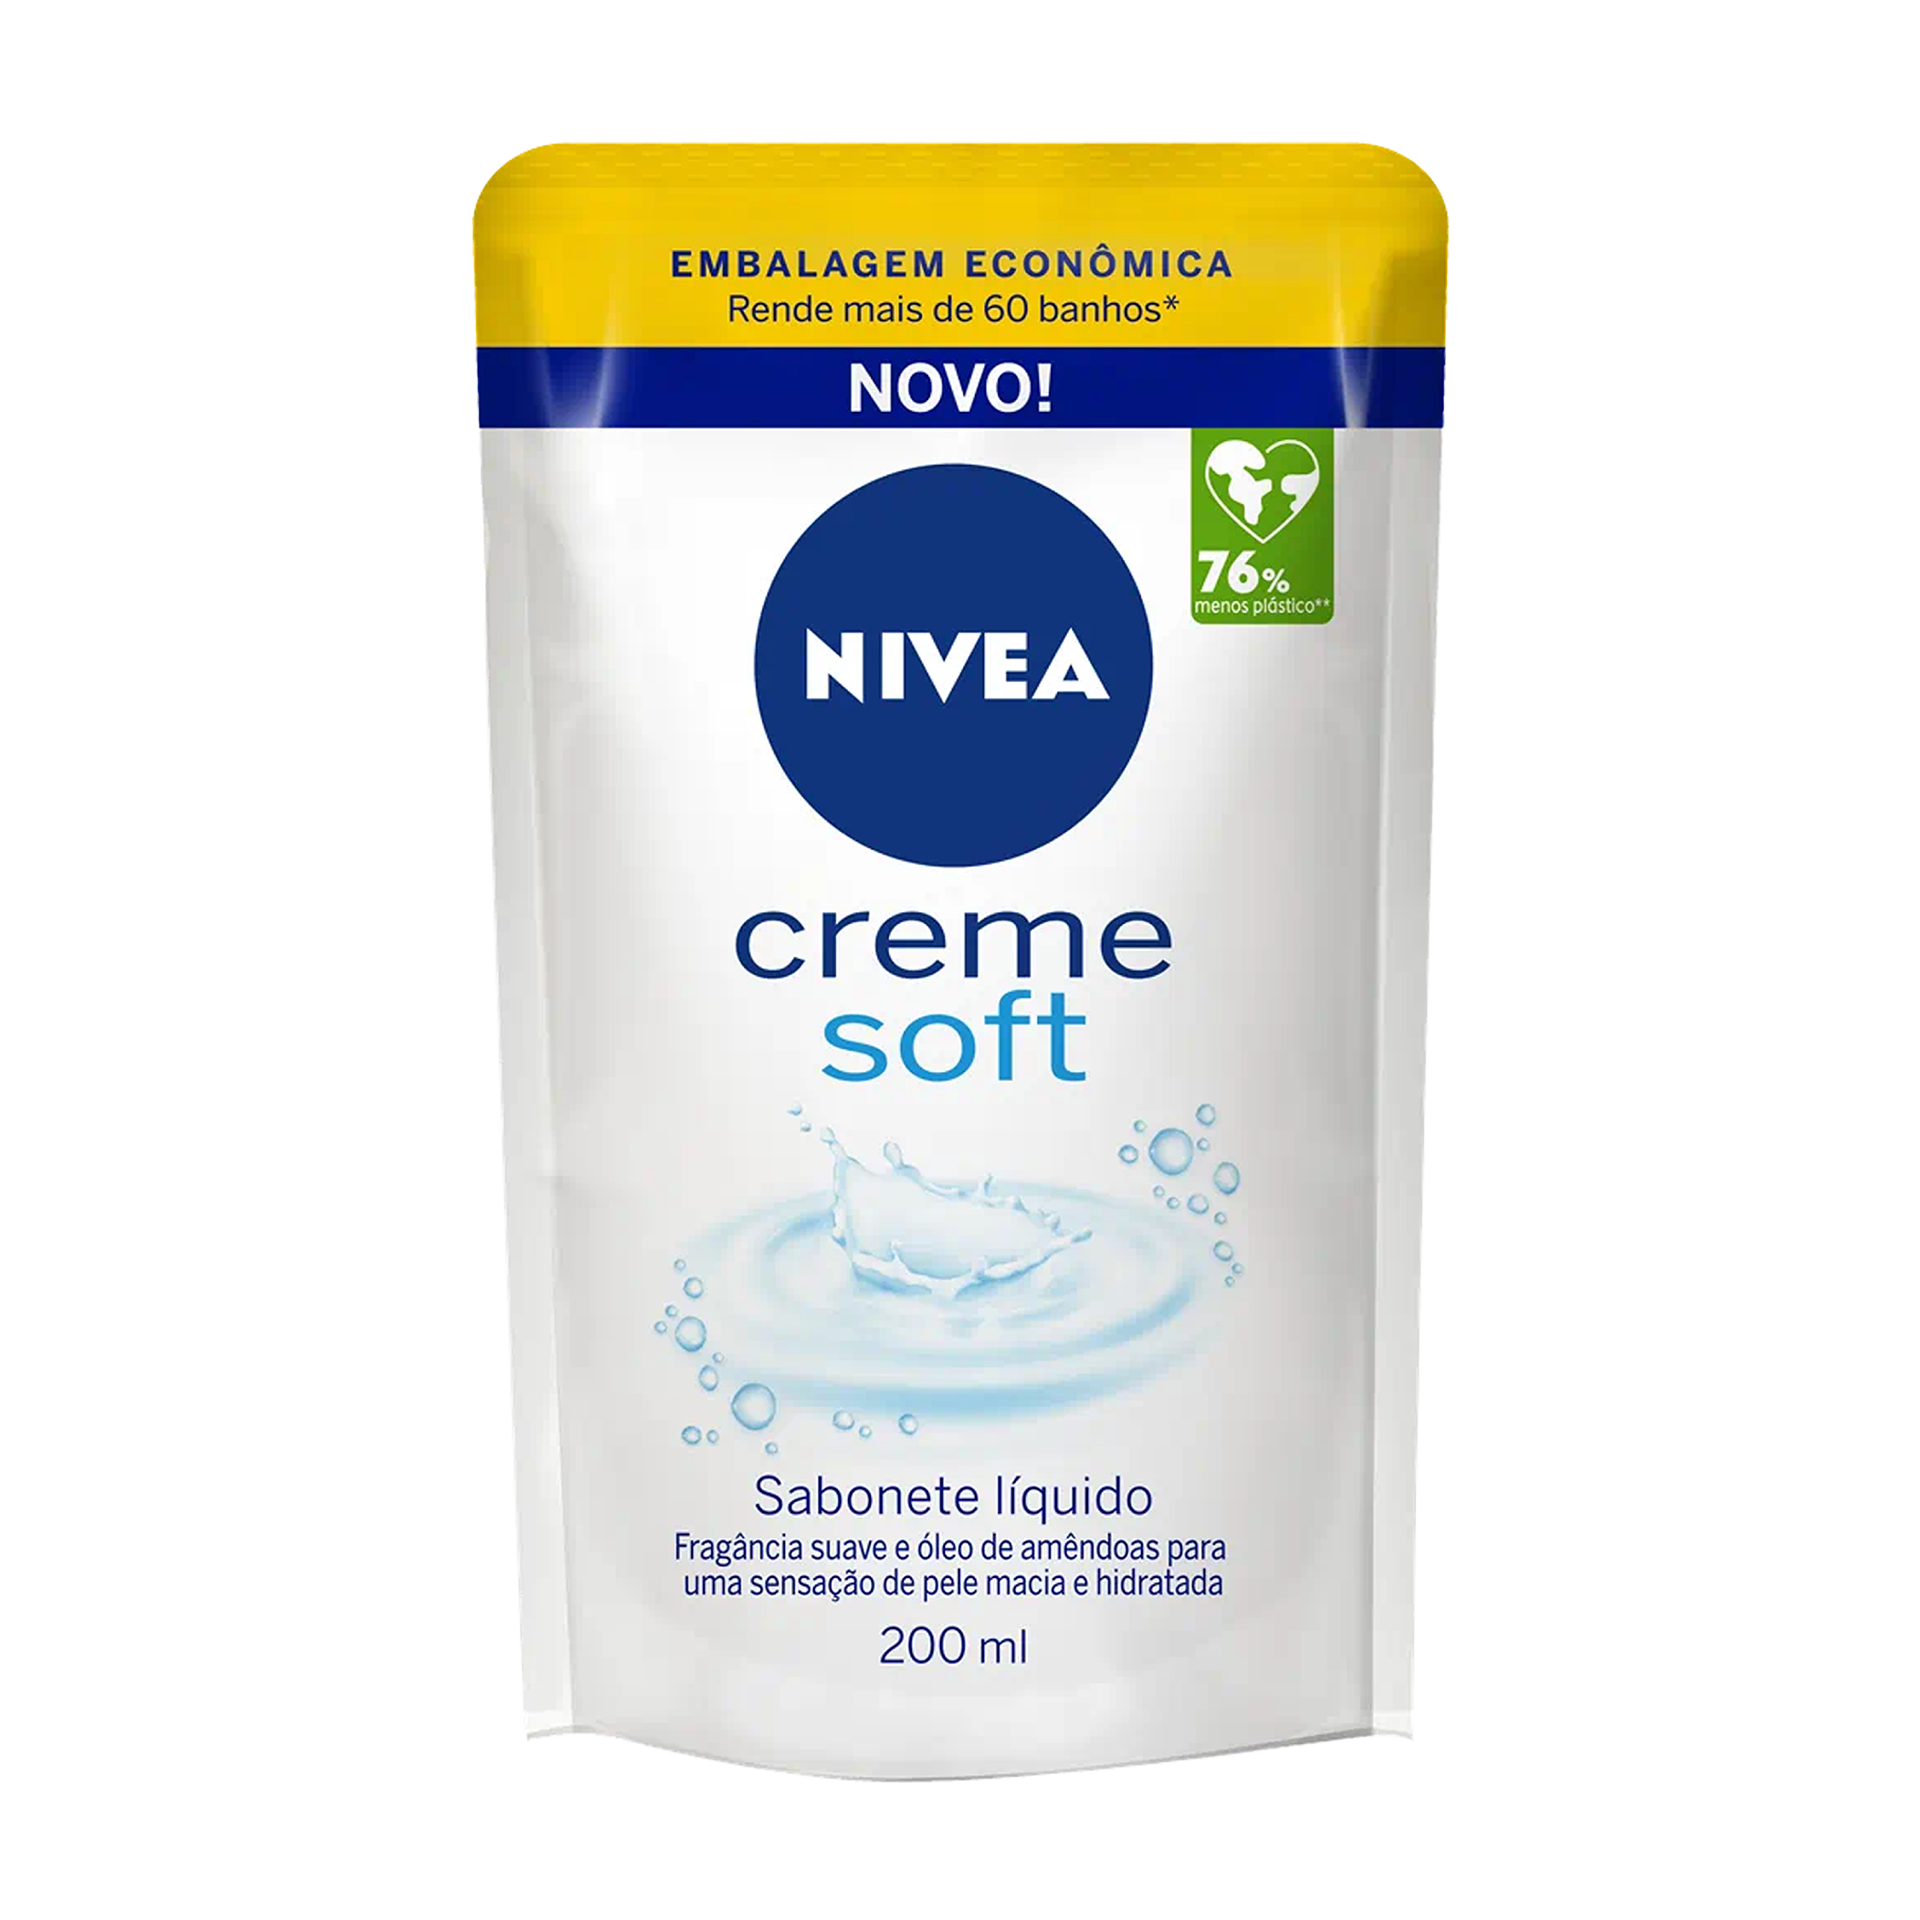 EMBALAGEM ECONÔMICA
Rende mais de 60 banhos*
NOVO!
76%
menos plástico**
NIVEA
creme
soft
Sabonete líquido
Fragância suave e óleo de amêndoas para
uma sensação de pele macia e hidratada
200 ml